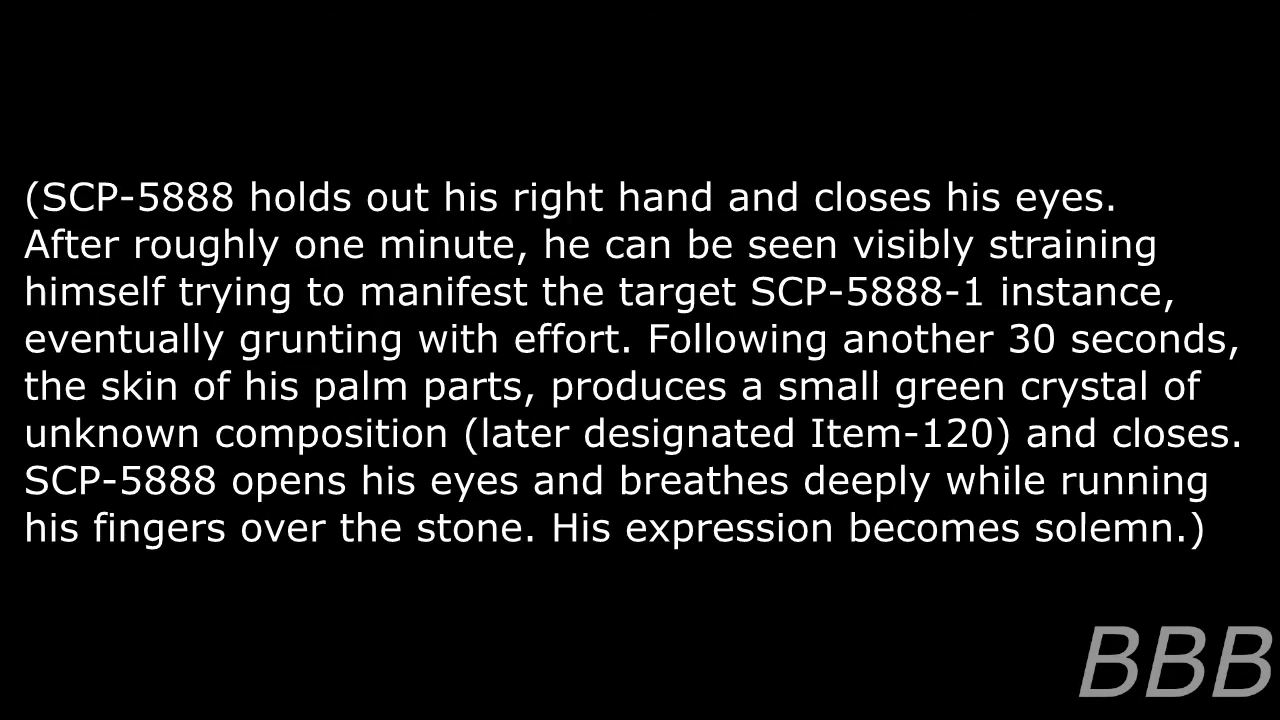 (SCP-5888 holds out his right hand and closes his eyes.
After roughly one minute, he can be seen visibly straining
himself trying to manifest the target SCP-5888-1 instance,
eventually grunting with effort. Following another 30 seconds,
the skin of his palm parts, produces a small green crystal of
unknown composition (later designated Item-120) and closes.
SCP-5888 opens his eyes and breathes deeply while running
his fingers over the stone. His expression becomes solemn.)
BBB